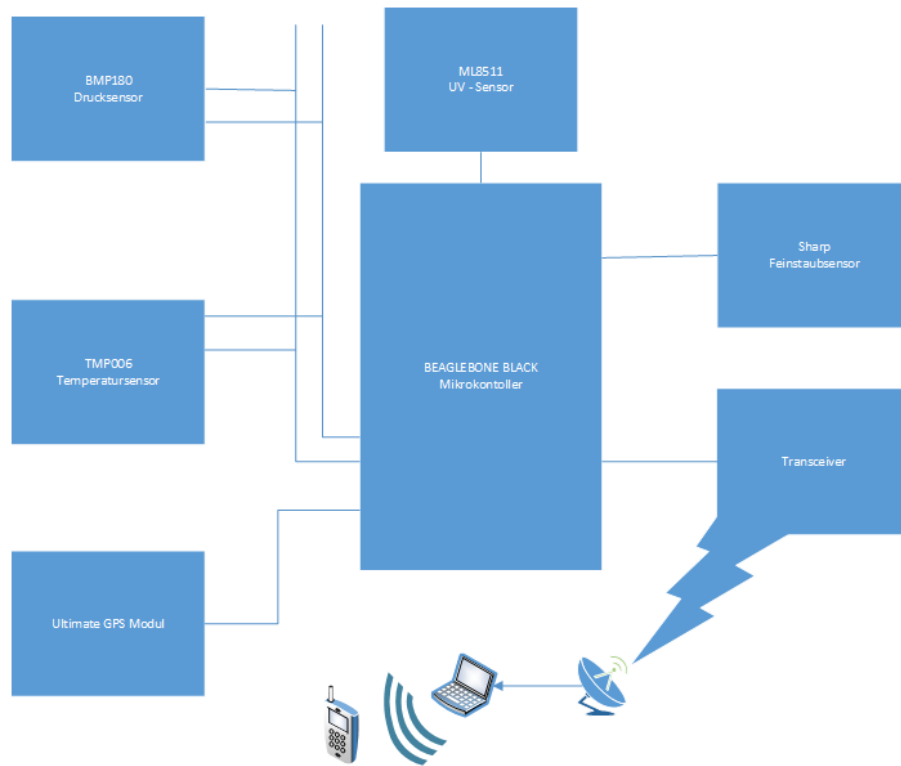 BMP180
Drucksensor
ML8511
UV - Sensor
Sharp
Feinstaubsensor
TMP006
Temperatursensor
BEAGLEBONE BLACK
Mikrokontoller
Transceiver
Ultimate GPS Modul